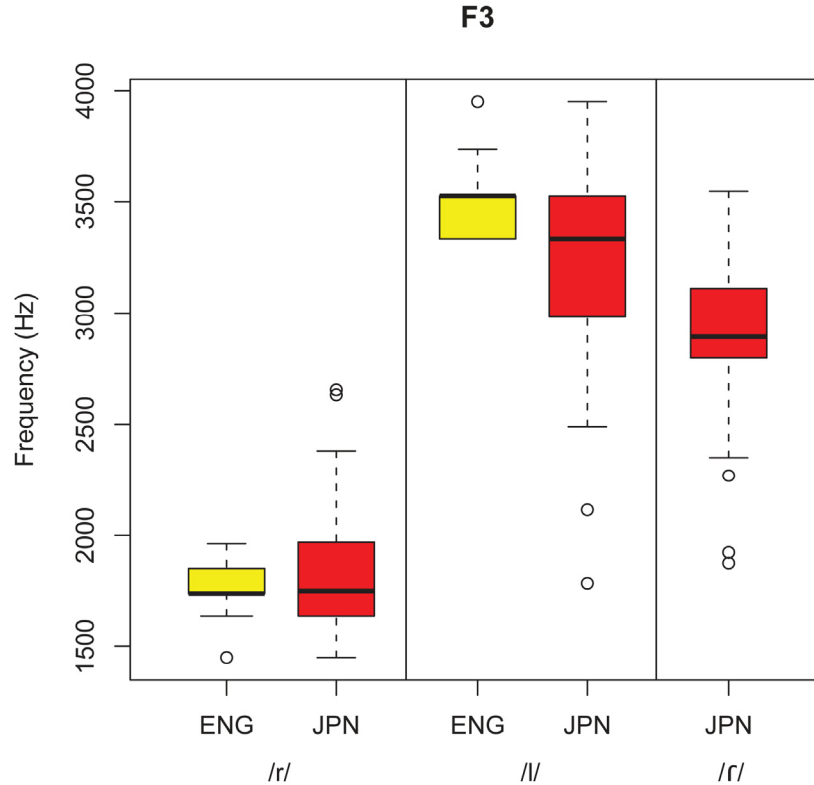 F3
Frequency (Hz)
4000
3500
3000
2500
2000
1500
ENG JPN ENG JPN JPN
/r/ /l/ /ɾ/